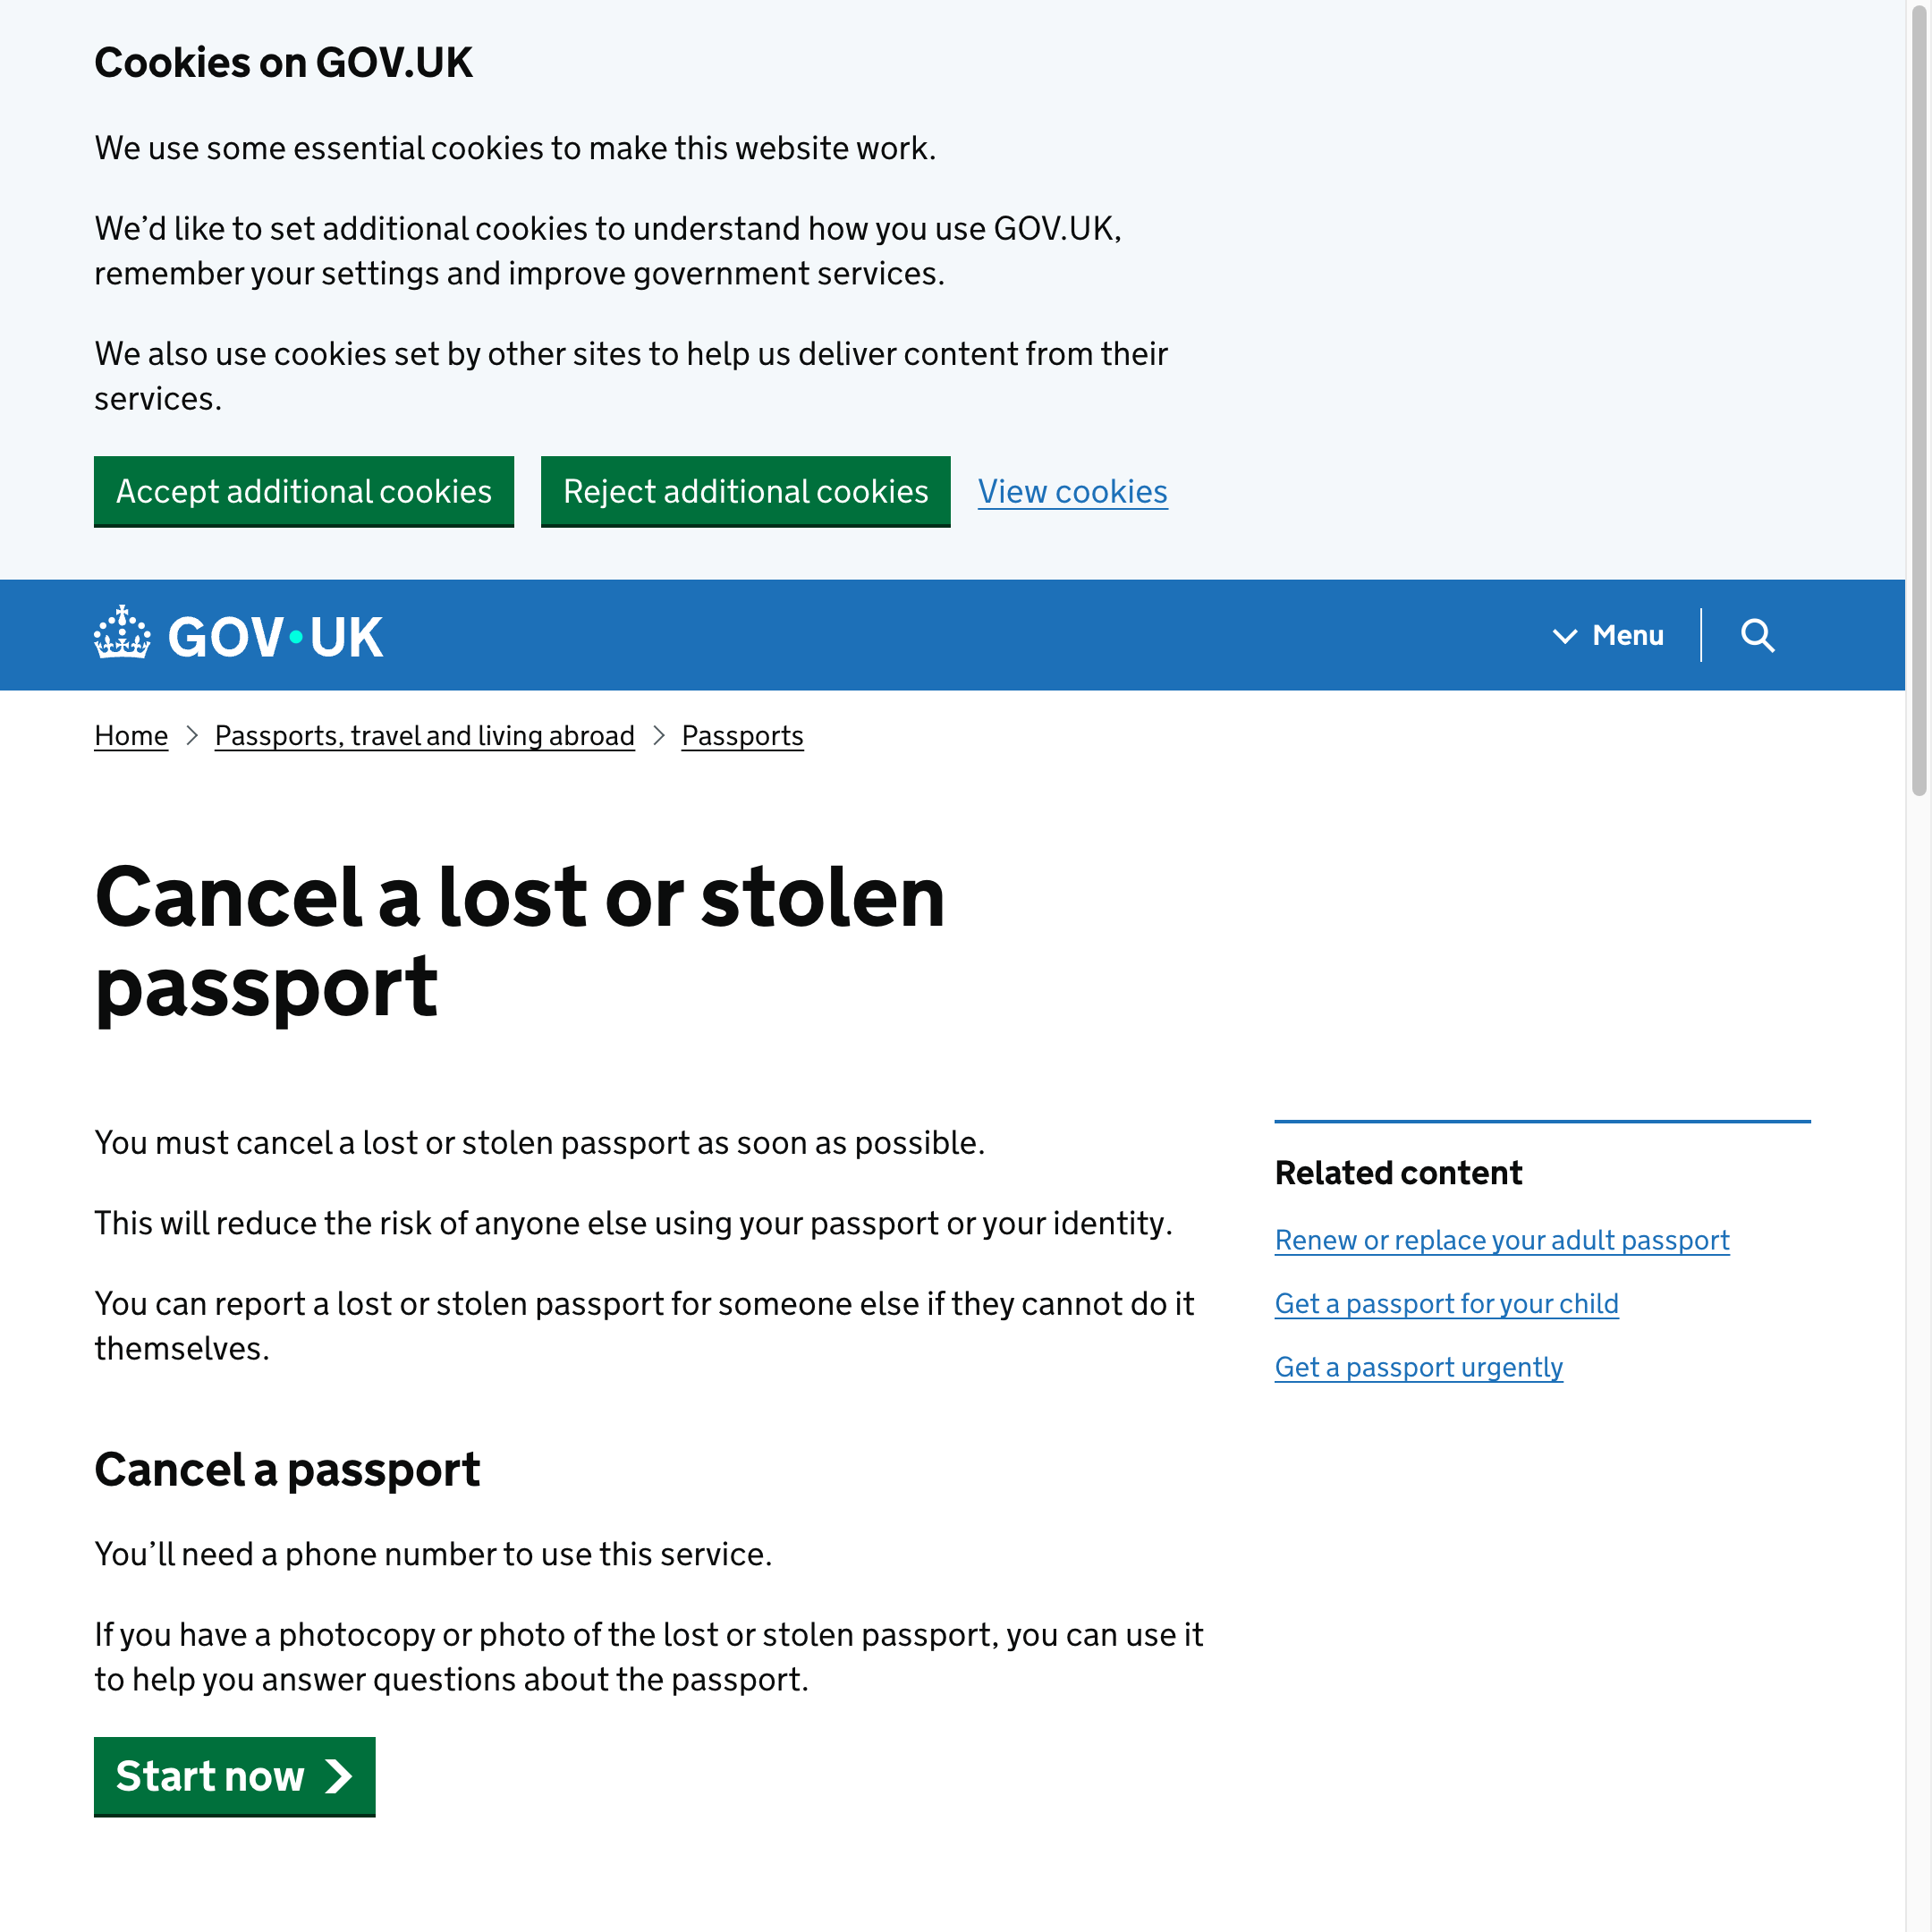 Cookies on GOV.UK
We use some essential cookies to make this website work.
We’d like to set additional cookies to understand how you use GOV.UK,
remember your settings and improve government services.
We also use cookies set by other sites to help us deliver content from their
services.
Accept additional cookies
Reject additional cookies
View cookies
GOV·UK
Menu
Home > Passports, travel and living abroad > Passports
Cancel a lost or stolen
passport
You must cancel a lost or stolen passport as soon as possible.
This will reduce the risk of anyone else using your passport or your identity.
You can report a lost or stolen passport for someone else if they cannot do it
themselves.
Cancel a passport
You’ll need a phone number to use this service.
If you have a photocopy or photo of the lost or stolen passport, you can use it
to help you answer questions about the passport.
Start now
Related content
Renew or replace your adult passport
Get a passport for your child
Get a passport urgently